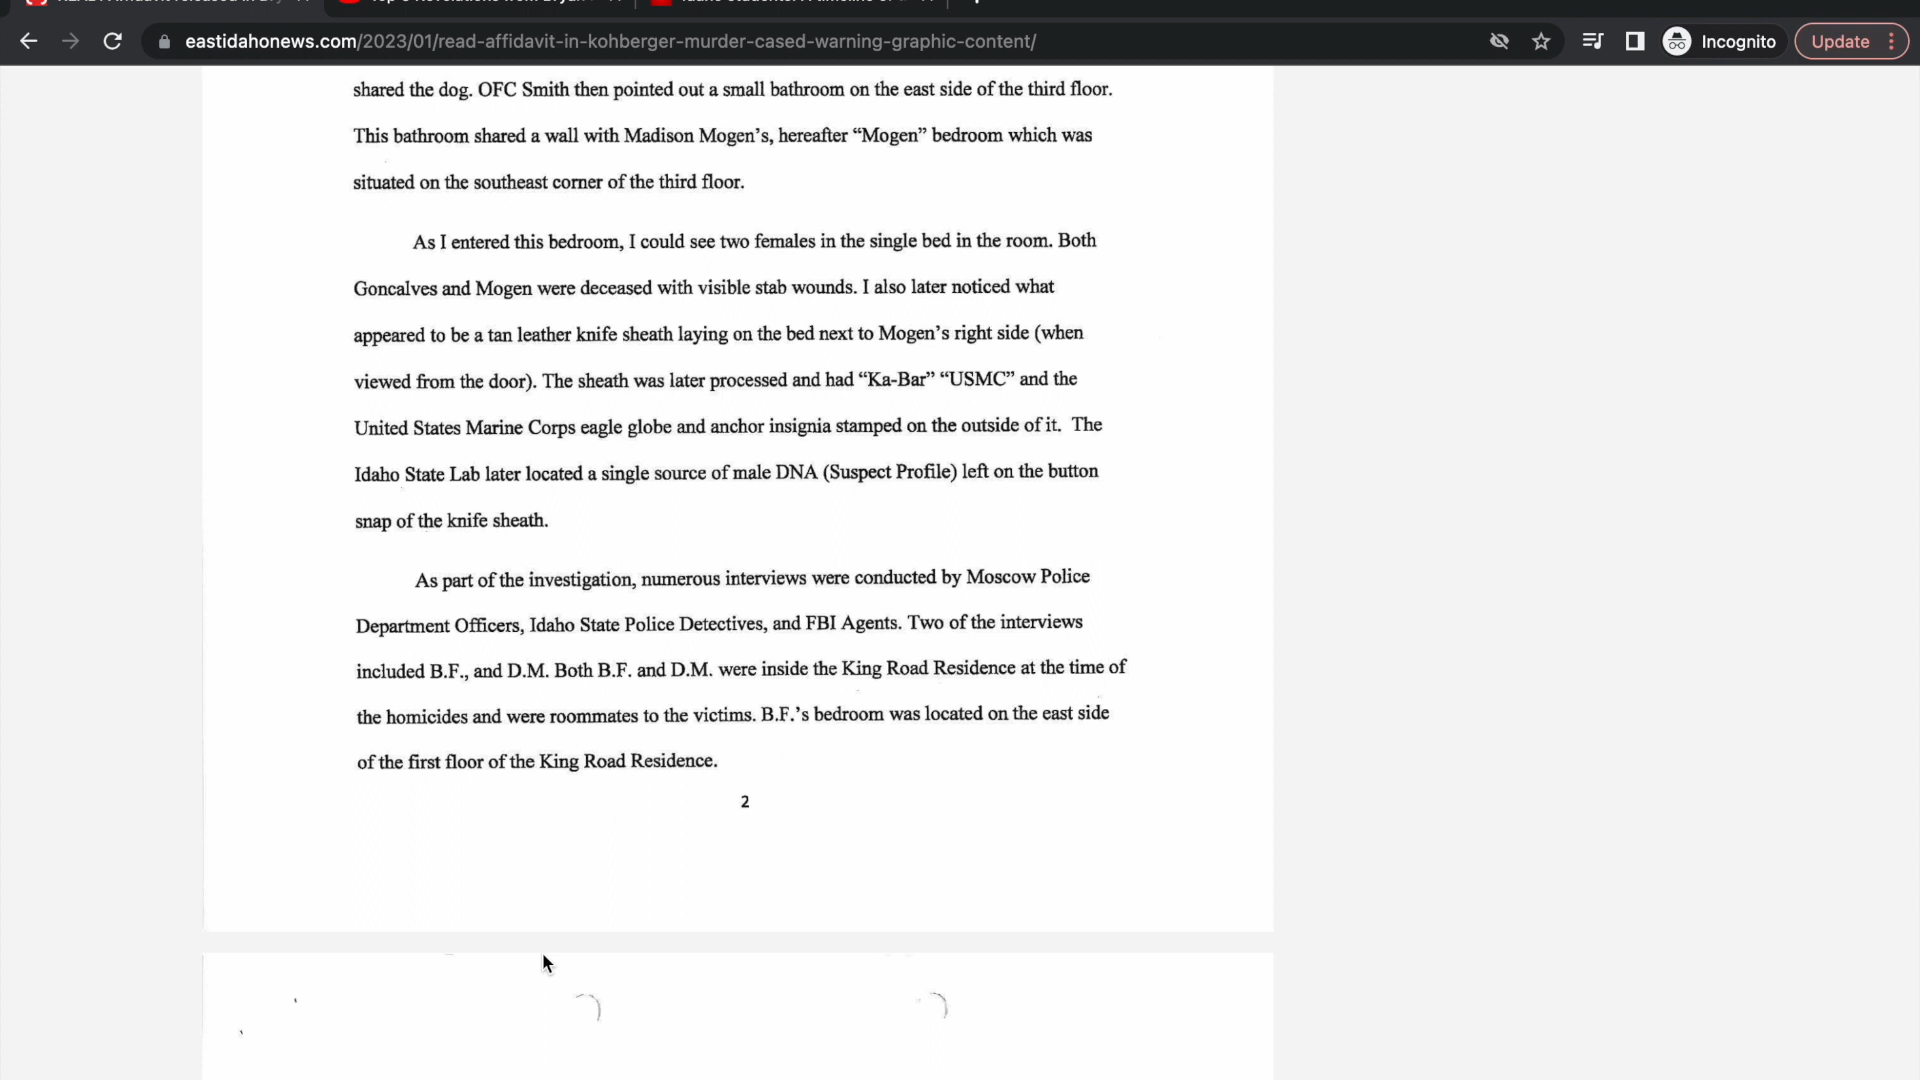 eastidahonews.com/2023/01/read-affidavit-in-kohberger-murder-cased-warning-graphic-content/
Incognito
Update
shared the dog. OFC Smith then pointed out a small bathroom on the east side of the third floor.
This bathroom shared a wall with Madison Mogen's, hereafter “Mogen” bedroom which was
situated on the southeast corner of the third floor.
As I entered this bedroom, I could see two females in the single bed in the room. Both
Goncalves and Mogen were deceased with visible stab wounds. I also later noticed what
appeared to be a tan leather knife sheath laying on the bed next to Mogen's right side (when
viewed from the door). The sheath was later processed and had “Ka-Bar” “USMC” and the
United States Marine Corps eagle globe and anchor insignia stamped on the outside of it. The
Idaho State Lab later located a single source of male DNA (Suspect Profile) left on the button
snap of the knife sheath.
As part of the investigation, numerous interviews were conducted by Moscow Police
Department Officers, Idaho State Police Detectives, and FBI Agents. Two of the interviews
included B.F., and D.M. Both B.F. and D.M. were inside the King Road Residence at the time of
the homicides and were roommates to the victims. B.F.'s bedroom was located on the east side
of the first floor of the King Road Residence.
2